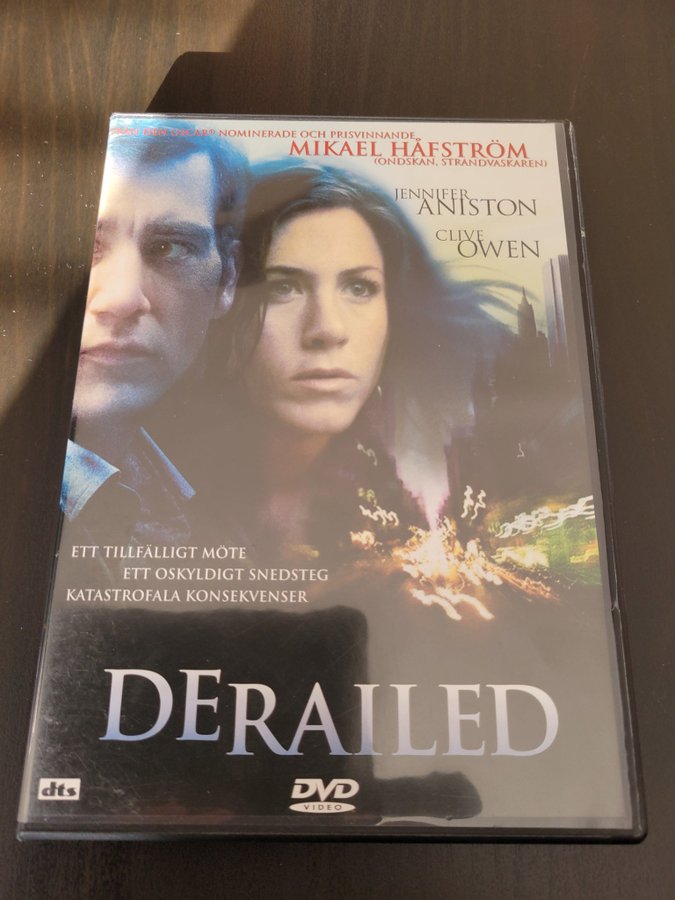 OSCAR® NOMINERADE OCH PRISVINNANDE
MIKAEL HÅFSTRÖM
(ONDSKAN, STRANDVASKAREN)
JENNIFER
ANISTON
CLIVE
OWEN
ETT TILLFÄLLIGT MÖTE
ETT OSKYLDIGT SNEDSTEG
KATASTROFALA KONSEKVENSER
DERAILED
dts
DVD
VIDEO